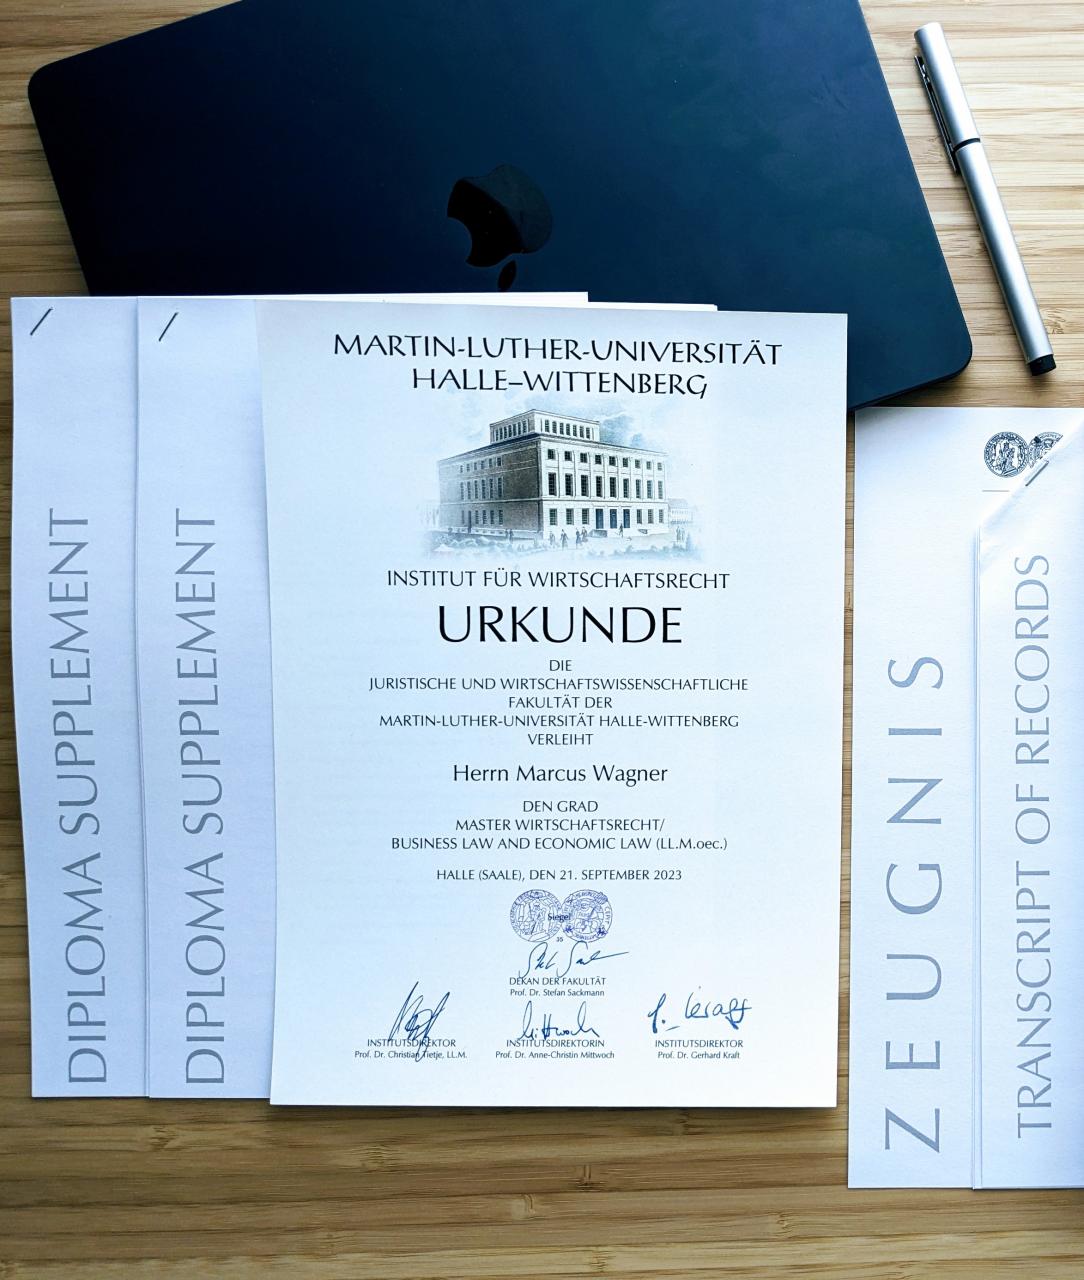 DIPLOMA SUPPLEMENT
DIPLOMA SUPPLEMENT
MARTIN-LUTHER-UNIVERSITÄT
HALLE–WITTENBERG
INSTITUT FÜR WIRTSCHAFTSRECHT
URKUNDE
DIE
JURISTISCHE UND WIRTSCHAFTSWISSENSCHAFTLICHE
FAKULTÄT DER
MARTIN-LUTHER-UNIVERSITÄT HALLE-WITTENBERG
VERLEIHT
Herrn Marcus Wagner
DEN GRAD
MASTER WIRTSCHAFTSRECHT/
BUSINESS LAW AND ECONOMIC LAW (LL.M.oec.)
HALLE (SAALE), DEN 21. SEPTEMBER 2023
Siegel
35
DEKAN DER FAKULTÄT
Prof. Dr. Stefan Sackmann
INSTITUTSDIREKTOR
Prof. Dr. Christian Tietje, LL.M.
Mittwoch
INSTITUTSDIREKTORIN
Prof. Dr. Anne-Christin Mittwoch
INSTITUTSDIREKTOR
Prof. Dr. Gerhard Kraft
ZEUGNIS
TRANSCRIPT OF RECORDS